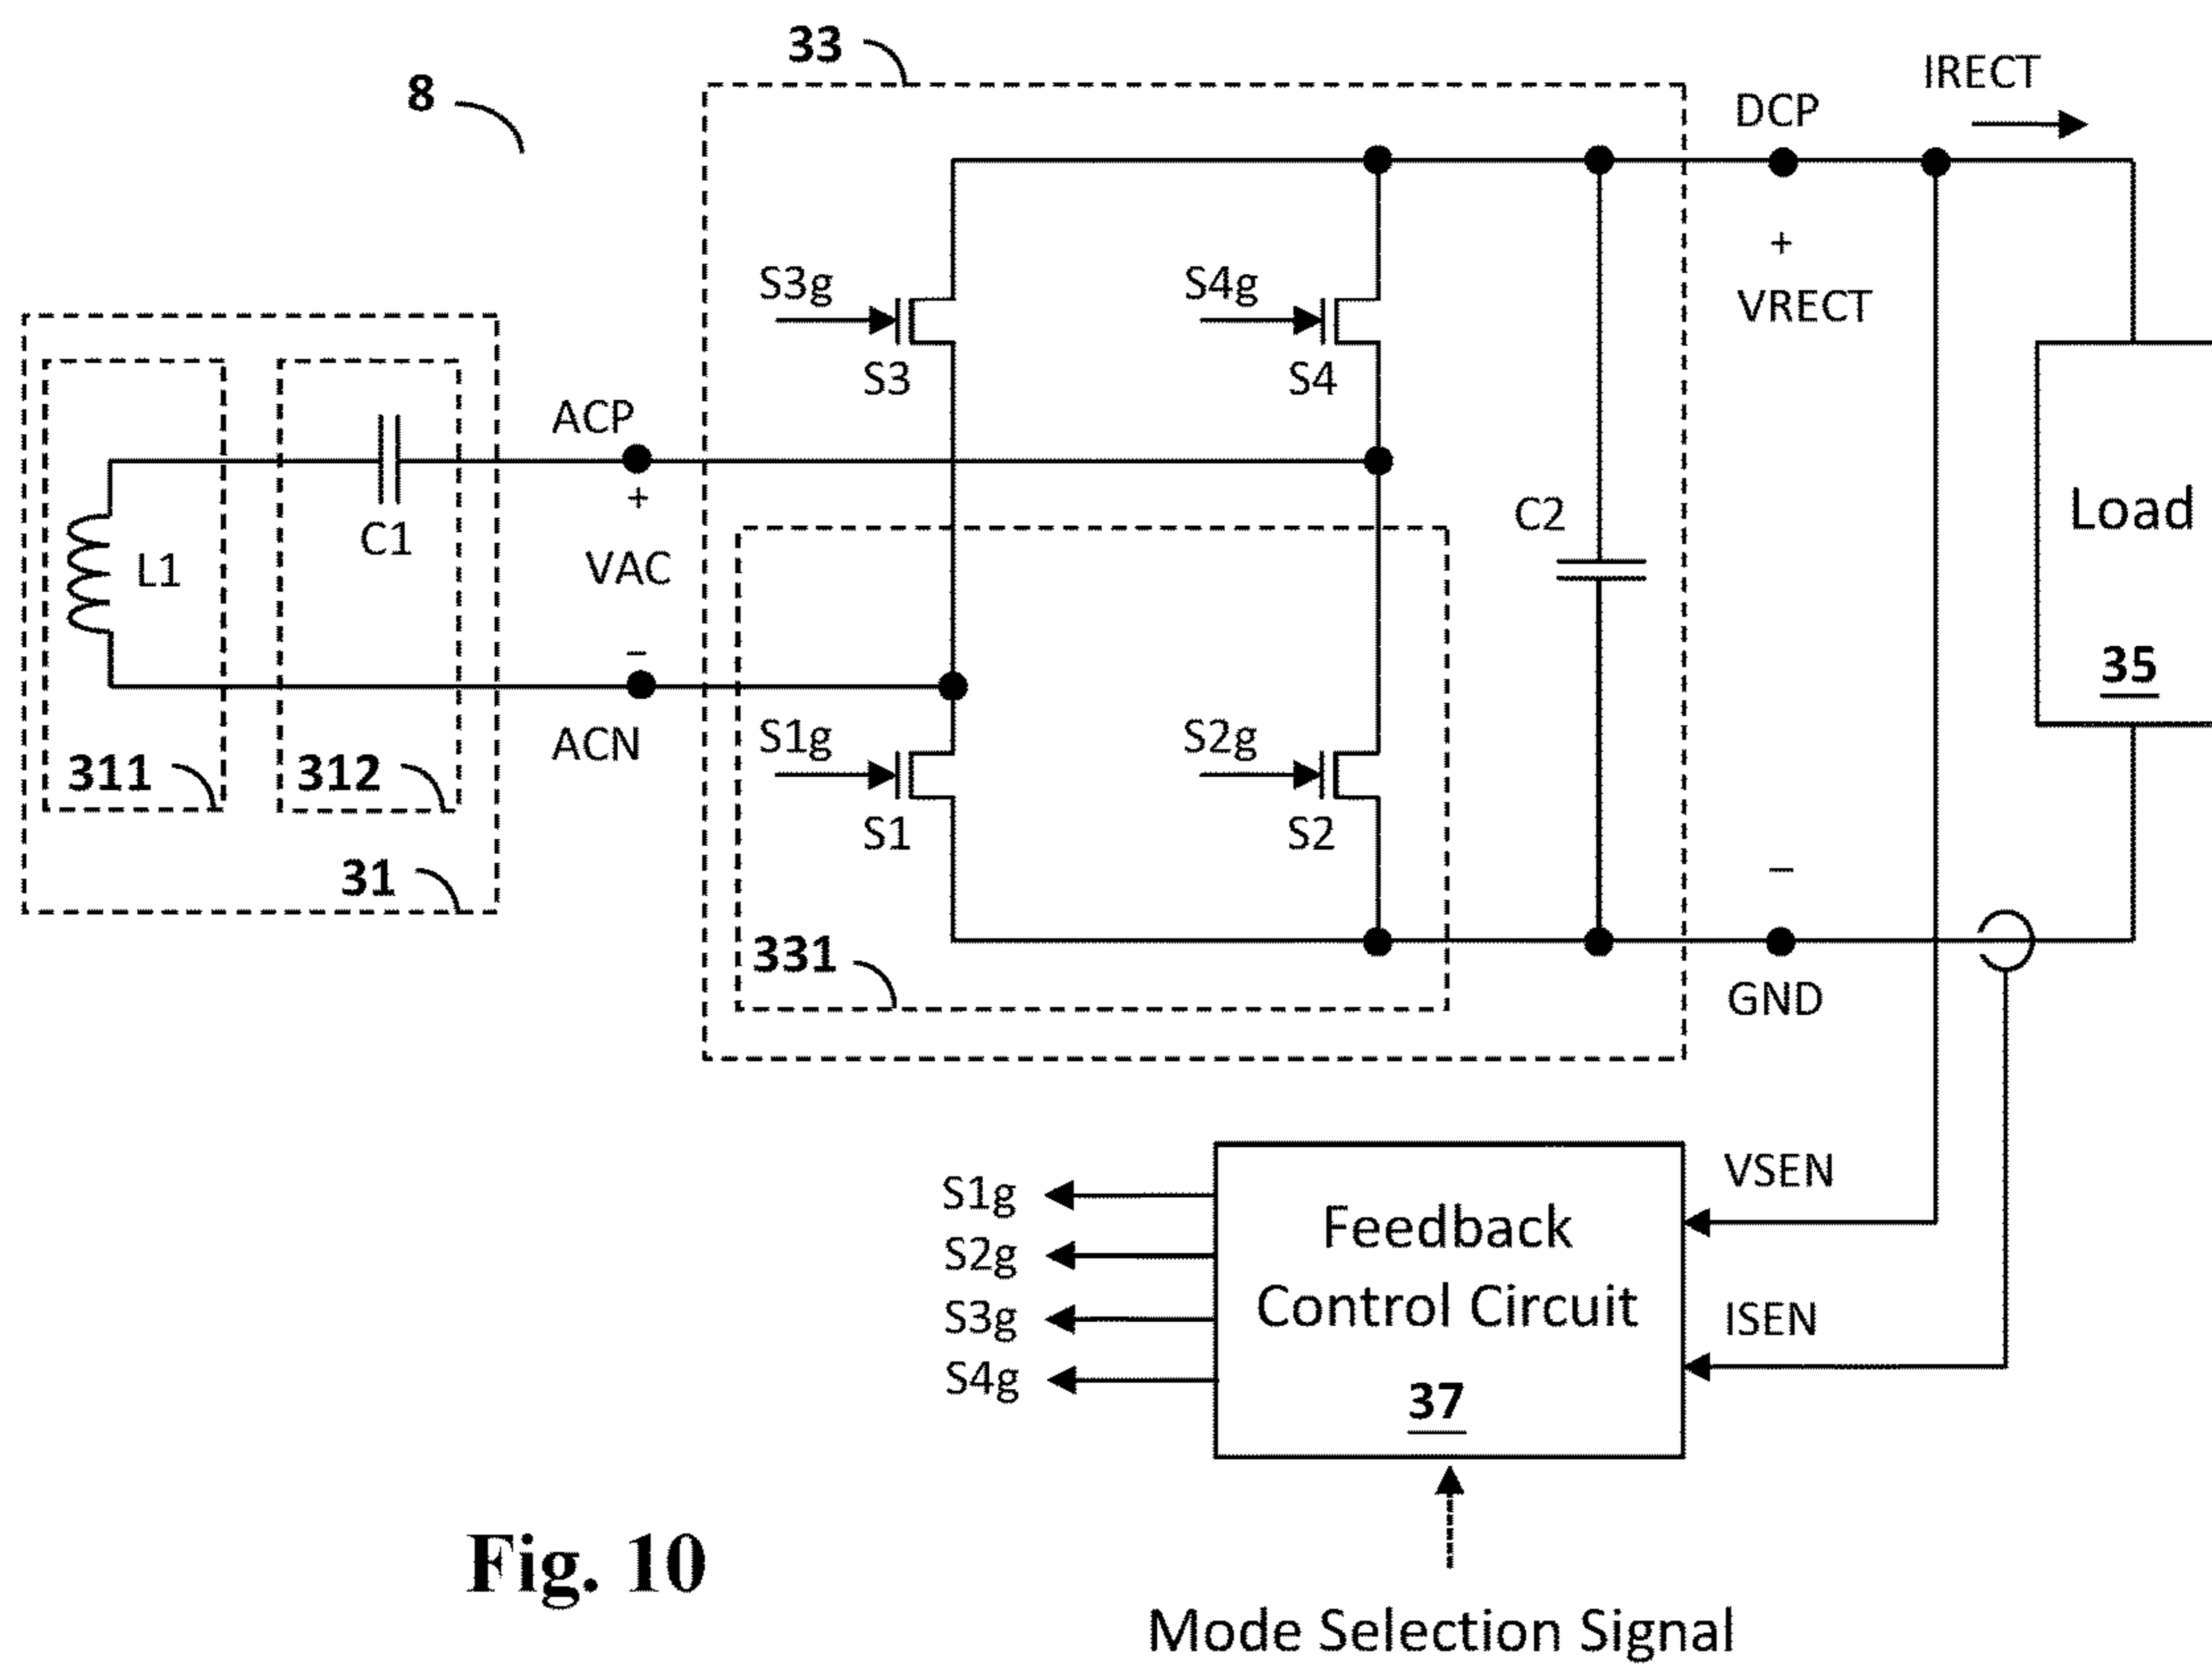 33
8
IRECT
DCP
+
VRECT
S3g
S4g
S3
S4
ACP
+
C1
L1
VAC
C2
Load
35
−
ACN
S1g
S2g
S1
S2
311
312
31
331
−
GND
VSEN
ISEN
S1g
S2g
S3g
S4g
Feedback
Control Circuit
37
Fig. 10
Mode Selection Signal